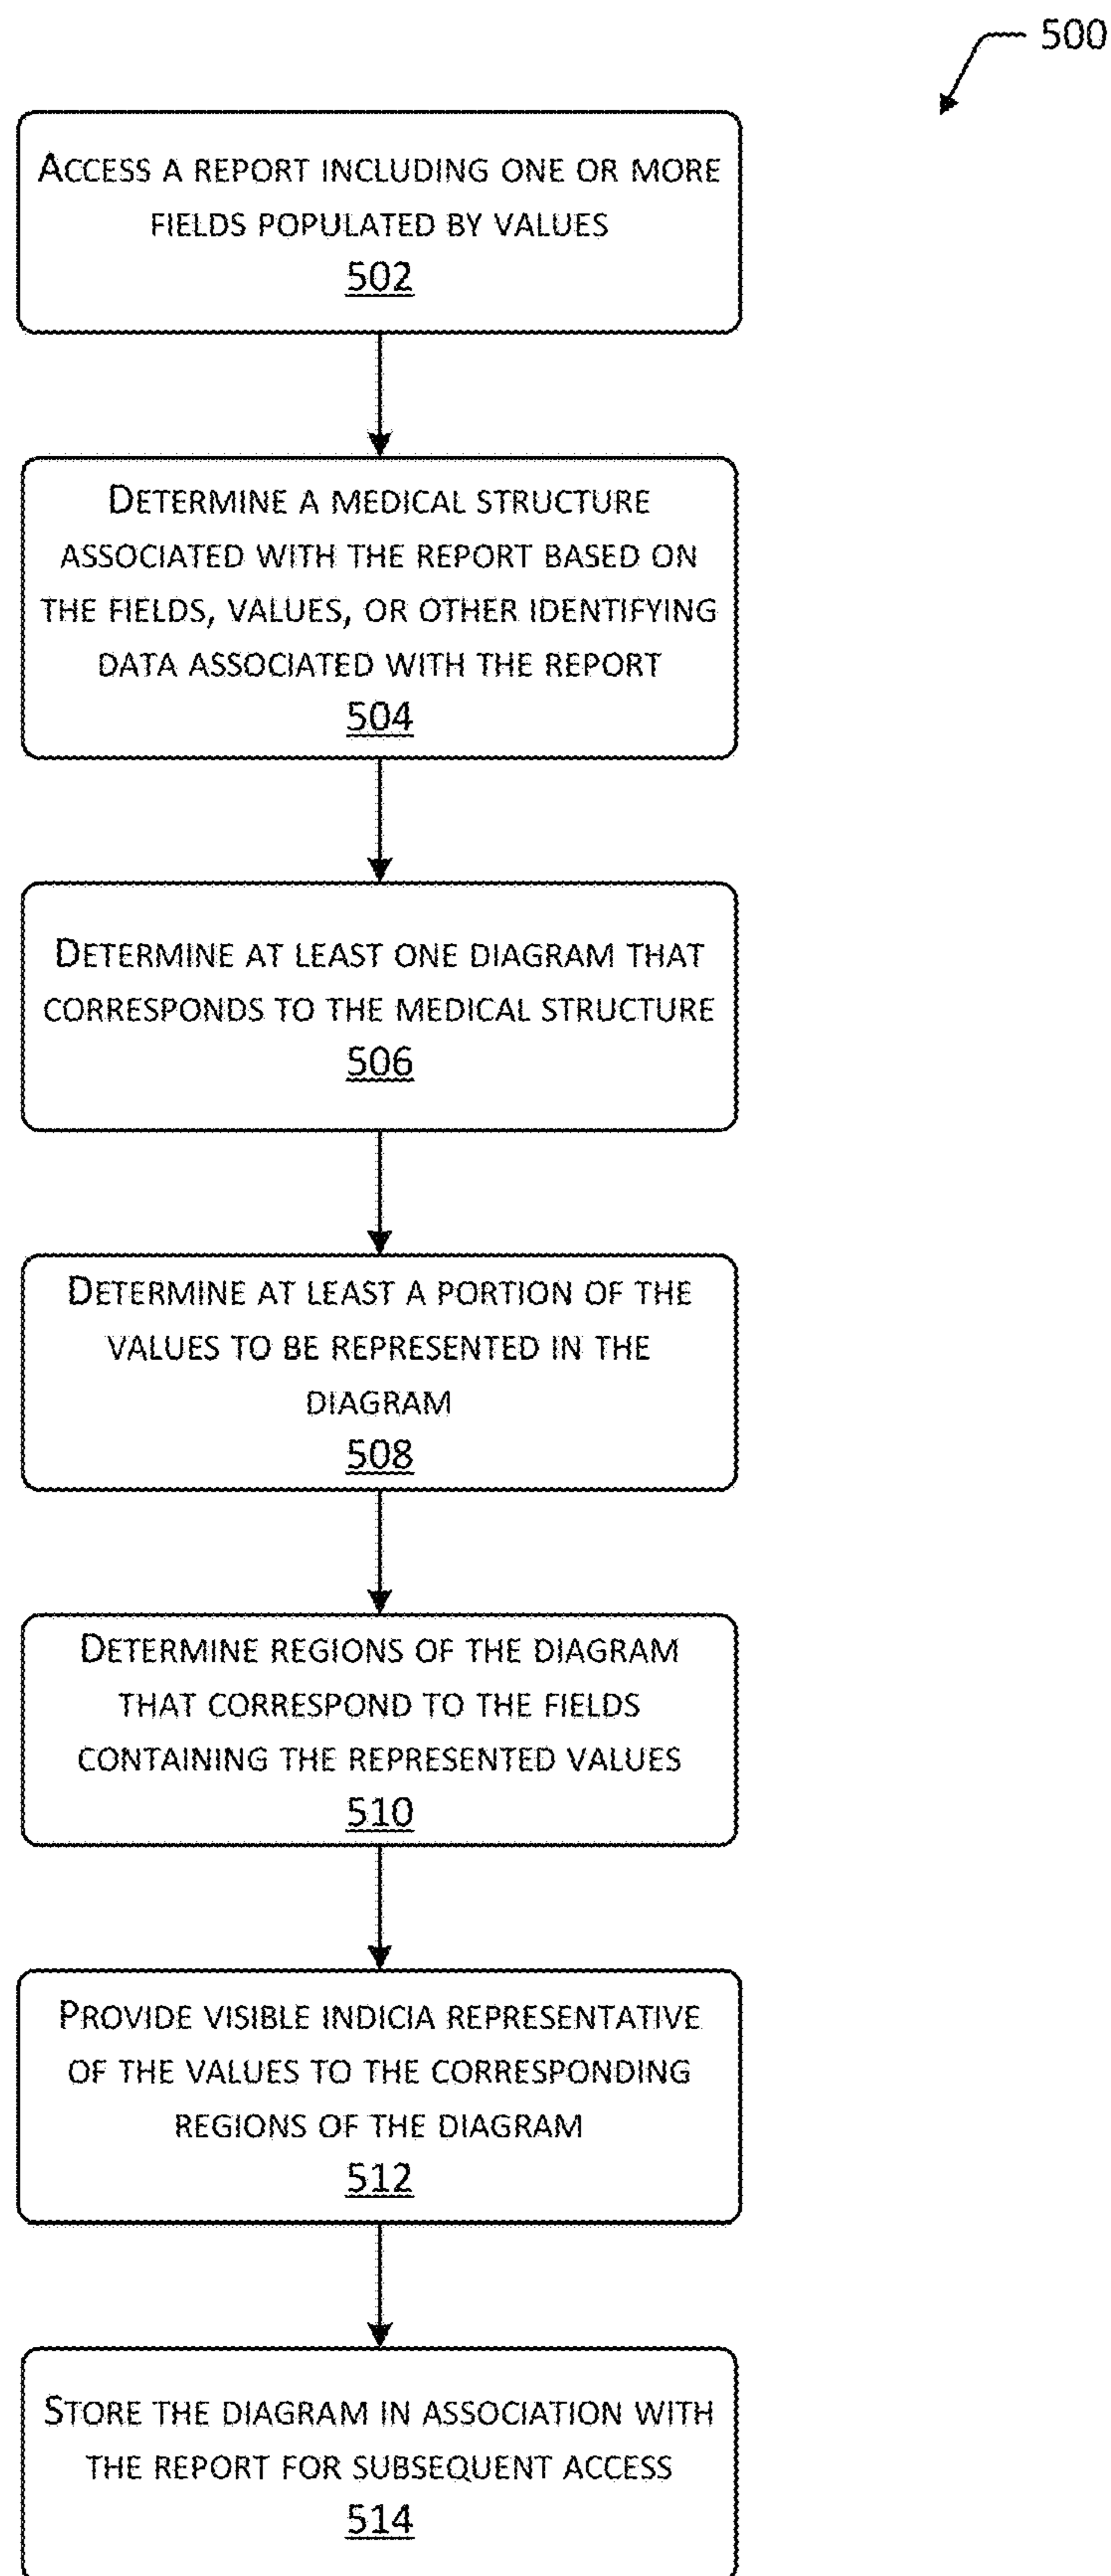 500
ACCESS A REPORT INCLUDING ONE OR MORE
FIELDS POPULATED BY VALUES
502
DETERMINE A MEDICAL STRUCTURE
ASSOCIATED WITH THE REPORT BASED ON
THE FIELDS, VALUES, OR OTHER IDENTIFYING
DATA ASSOCIATED WITH THE REPORT
504
DETERMINE AT LEAST ONE DIAGRAM THAT
CORRESPONDS TO THE MEDICAL STRUCTURE
506
DETERMINE AT LEAST A PORTION OF THE
VALUES TO BE REPRESENTED IN THE
DIAGRAM
508
DETERMINE REGIONS OF THE DIAGRAM
THAT CORRESPOND TO THE FIELDS
CONTAINING THE REPRESENTED VALUES
510
PROVIDE VISIBLE INDICIA REPRESENTATIVE
OF THE VALUES TO THE CORRESPONDING
REGIONS OF THE DIAGRAM
512
STORE THE DIAGRAM IN ASSOCIATION WITH
THE REPORT FOR SUBSEQUENT ACCESS
514